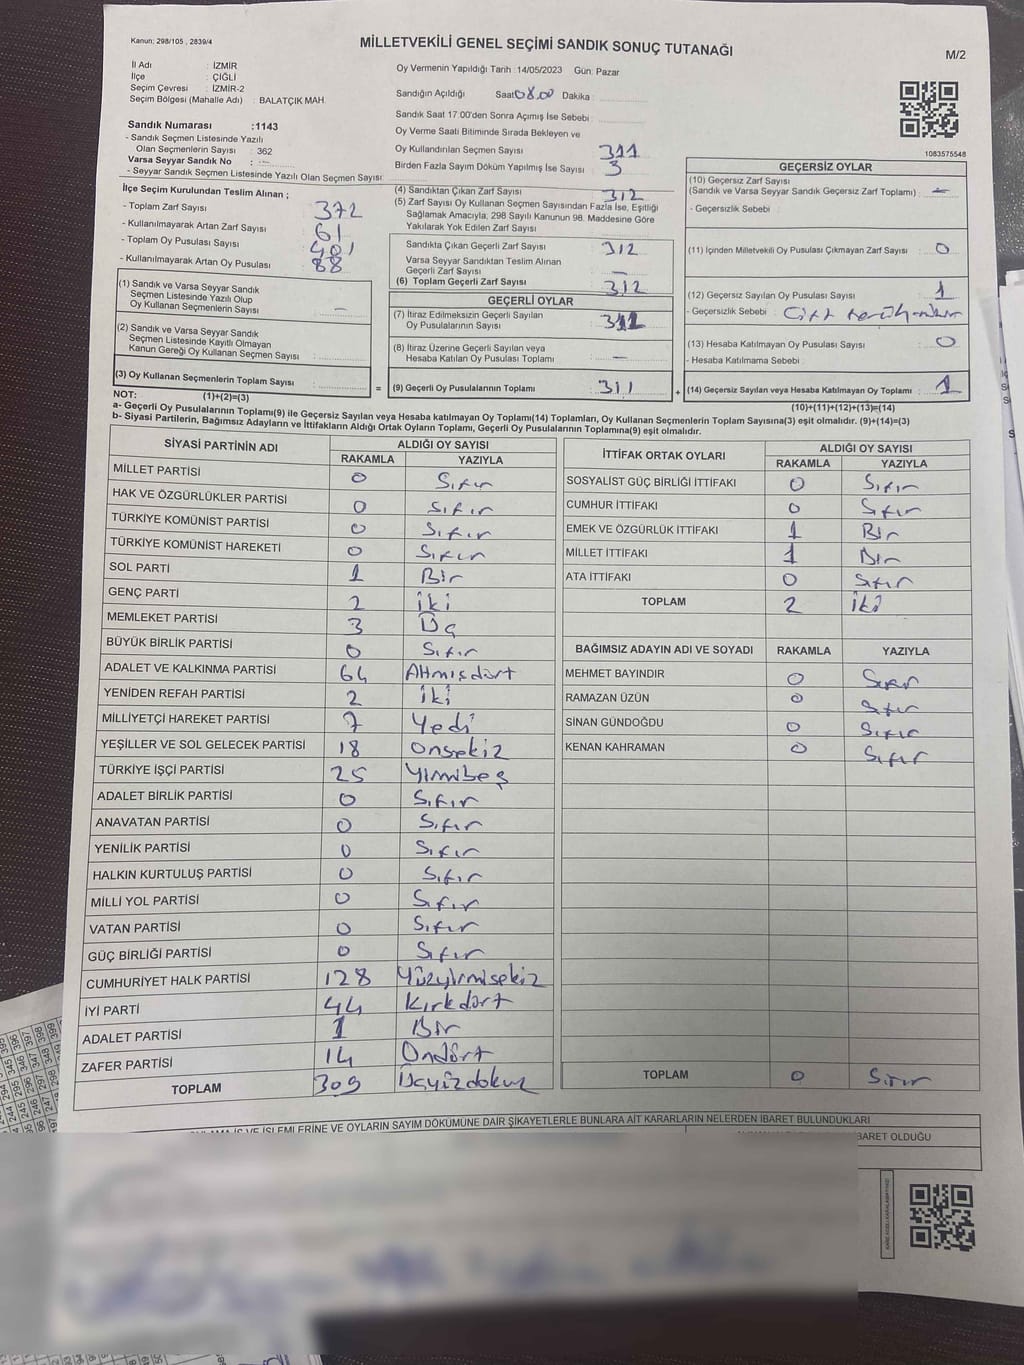 Kanun; 298/105 , 2839/4
MİLLETVEKİLİ GENEL SEÇİMİ SANDIK SONUÇ TUTANAĞI
M/2
İl Adı : İZMİR
İlçe : ÇİĞLİ
Seçim Çevresi : İZMİR-2
Seçim Bölgesi (Mahalle Adı) : BALATÇIK MAH.
Oy Vermenin Yapıldığı Tarih :14/05/2023 Gün: Pazar
Sandığın Açıldığı Saat 08.00 Dakika :
Sandık Saat 17:00'den Sonra Açımış İse Sebebi :
Oy Verme Saati Bitiminde Sırada Bekleyen ve
Oy Kullandırılan Seçmen Sayısı : 311
Birden Fazla Sayım Döküm Yapılmış İse Sayısı : 3
Sandık Numarası :1143
- Sandık Seçmen Listesinde Yazılı
Olan Seçmenlerin Sayısı : 362
Varsa Seyyar Sandık No : -
- Seyyar Sandık Seçmen Listesinde Yazılı Olan Seçmen Sayısı:
1083575548
İlçe Seçim Kurulundan Teslim Alınan ;
- Toplam Zarf Sayısı : 372
- Kullanılmayarak Artan Zarf Sayısı : 61
- Toplam Oy Pusulası Sayısı : 401
- Kullanılmayarak Artan Oy Pusulası : 88
(1) Sandık ve Varsa Seyyar Sandık
Seçmen Listesinde Yazılı Olup
Oy Kullanan Seçmenlerin Sayısı : -
(2) Sandık ve Varsa Seyyar Sandık
Seçmen Listesinde Kayıtlı Olmayan
Kanun Gereği Oy Kullanan Seçmen Sayısı :
(3) Oy Kullanan Seçmenlerin Toplam Sayısı :
(1)+(2)=(3)
(4) Sandıktan Çıkan Zarf Sayısı : 312
(5) Zarf Sayısı Oy Kullanan Seçmen Sayısından Fazla İse, Eşitliği
Sağlamak Amacıyla, 298 Sayılı Kanunun 98. Maddesine Göre
Yakılarak Yok Edilen Zarf Sayısı :
Sandıkta Çıkan Geçerli Zarf Sayısı : 312
Varsa Seyyar Sandıktan Teslim Alınan
Geçerli Zarf Sayısı : -
(6) Toplam Geçerli Zarf Sayısı : 312
GEÇERLİ OYLAR
(7) İtiraz Edilmeksizin Geçerli Sayılan
Oy Pusulalarının Sayısı : 311
(8) İtiraz Üzerine Geçerli Sayılan veya
Hesaba Katılan Oy Pusulası Toplamı : -
= (9) Geçerli Oy Pusulalarının Toplamı : 311 +
GEÇERSİZ OYLAR
(10) Geçersiz Zarf Sayısı
(Sandık ve Varsa Seyyar Sandık Geçersiz Zarf Toplamı) : -
- Geçersizlik Sebebi :
(11) İçinden Milletvekili Oy Pusulası Çıkmayan Zarf Sayısı : 0
(12) Geçersiz Sayılan Oy Pusulası Sayısı : 1
- Geçersizlik Sebebi : Çift
(13) Hesaba Katılmayan Oy Pusulası Sayısı : 0
- Hesaba Katılmama Sebebi :
(14) Geçersiz Sayılan veya Hesaba Katılmayan Oy Toplamı : 1
(10)+(11)+(12)+(13)=(14)
NOT:
a- Geçerli Oy Pusulalarının Toplam(9) ile Geçersiz Sayılan veya Hesaba katılmayan Oy Toplam(14) Toplamları, Oy Kullanan Seçmenlerin Toplam Sayısına(3) eşit olmalıdır. (9)+(14)=(3)
b- Siyasi Partilerin, Bağımsız Adayların ve İttifakların Aldığı Ortak Oyların Toplamı, Geçerli Oy Pusulalarının Toplamına(9) eşit olmalıdır.
SİYASİ PARTİNİN ADI ALDIĞI OY SAYISI
RAKAMLA YAZIYLA
MİLLET PARTİSİ 0 Sıfır
HAK VE ÖZGÜRLÜKLER PARTİSİ 0 Sıfır
TÜRKİYE KOMÜNİST PARTİSİ 0 Sıfır
TÜRKİYE KOMÜNİST HAREKETİ 0 Sıfır
SOL PARTİ 1 Bir
GENÇ PARTİ 2 İki
MEMLEKET PARTİSİ 3 Üç
BÜYÜK BİRLİK PARTİSİ 0 Sıfır
ADALET VE KALKINMA PARTİSİ 64 Altmışdört
YENİDEN REFAH PARTİSİ 2 İki
MİLLİYETÇİ HAREKET PARTİSİ 7 Yedi
YEŞİLLER VE SOL GELECEK PARTİSİ 18 Onsekiz
TÜRKİYE İŞÇİ PARTİSİ 25 Yirmibeş
ADALET BİRLİK PARTİSİ 0 Sıfır
ANAVATAN PARTİSİ 0 Sıfır
YENİLİK PARTİSİ 0 Sıfır
HALKIN KURTULUŞ PARTİSİ 0 Sıfır
MİLLİ YOL PARTİSİ 0 Sıfır
VATAN PARTİSİ 0 Sıfır
GÜÇ BİRLİĞİ PARTİSİ 0 Sıfır
CUMHURİYET HALK PARTİSİ 128 Yüzyirmisekiz
İYİ PARTİ 44 Kırkdört
ADALET PARTİSİ 1 Bir
ZAFER PARTİSİ 14 Ondört
TOPLAM 309 Üçyüzdokuz
İTTİFAK ORTAK OYLARI ALDIĞI OY SAYISI
RAKAMLA YAZIYLA
SOSYALİST GÜÇ BİRLİĞİ İTTİFAKI 0 Sıfır
CUMHUR İTTİFAKI 0 Sıfır
EMEK VE ÖZGÜRLÜK İTTİFAKI 1 Bir
MİLLET İTTİFAKI 1 Bir
ATA İTTİFAKI 0 Sıfır
TOPLAM 2 İki
BAĞIMSIZ ADAYIN ADI VE SOYADI RAKAMLA YAZIYLA
MEHMET BAYINDIR 0 Sıfır
RAMAZAN ÜZÜN 0 Sıfır
SİNAN GÜNDOĞDU 0 Sıfır
KENAN KAHRAMAN 0 Sıfır
TOPLAM 0 Sıfır
VE İŞLEMLERİNE VE OYLARIN SAYIM DÖKÜMÜNE DAİR ŞİKAYETLERLE BUNLARA AİT KARARLARIN NELERDEN İBARET BULUNDUKLARI
İBARET OLDUĞU